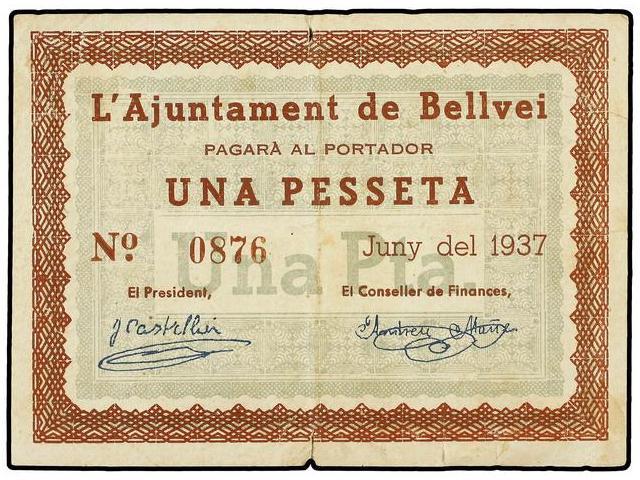 L'Ajuntament de Bellvei
PAGARÀ AL PORTADOR
UNA PESSETA
Nº 0876 Juny del 1937
Una Pta.
El President, El Conseller de Finances,